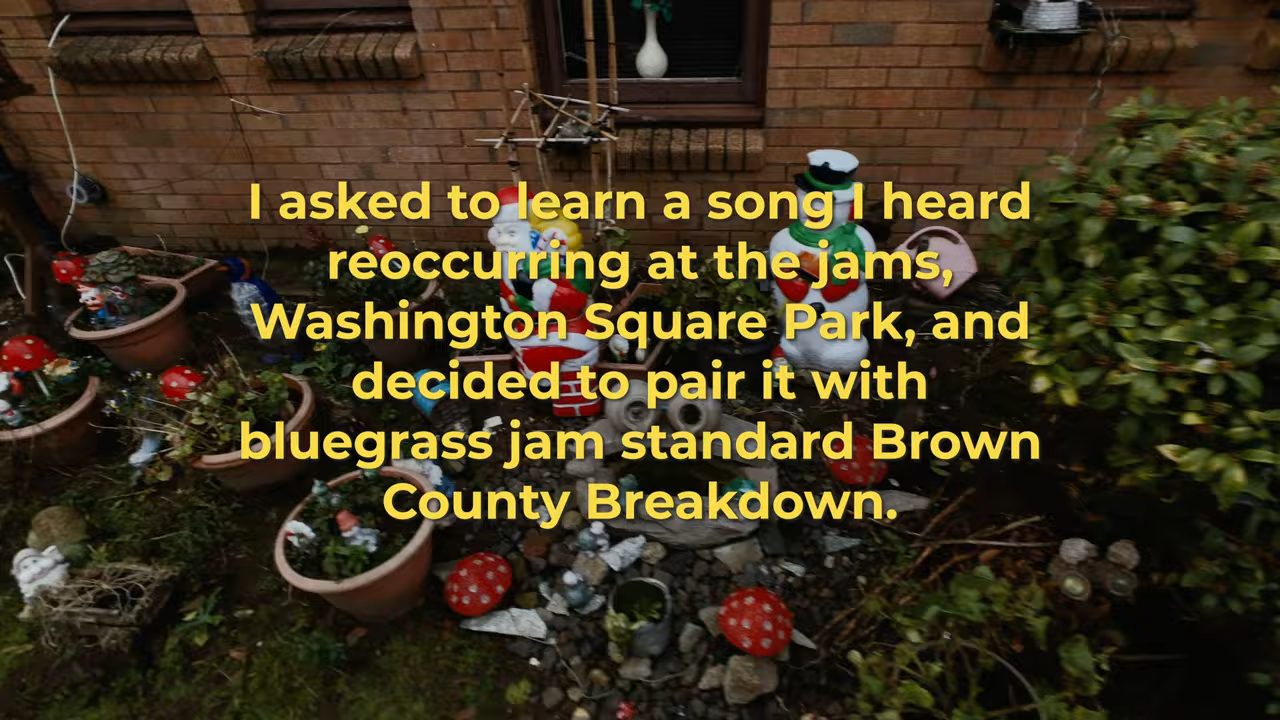 I asked to learn a song I heard
reoccurring at the jams,
Washington Square Park, and
decided to pair it with
bluegrass jam standard Brown
County Breakdown.